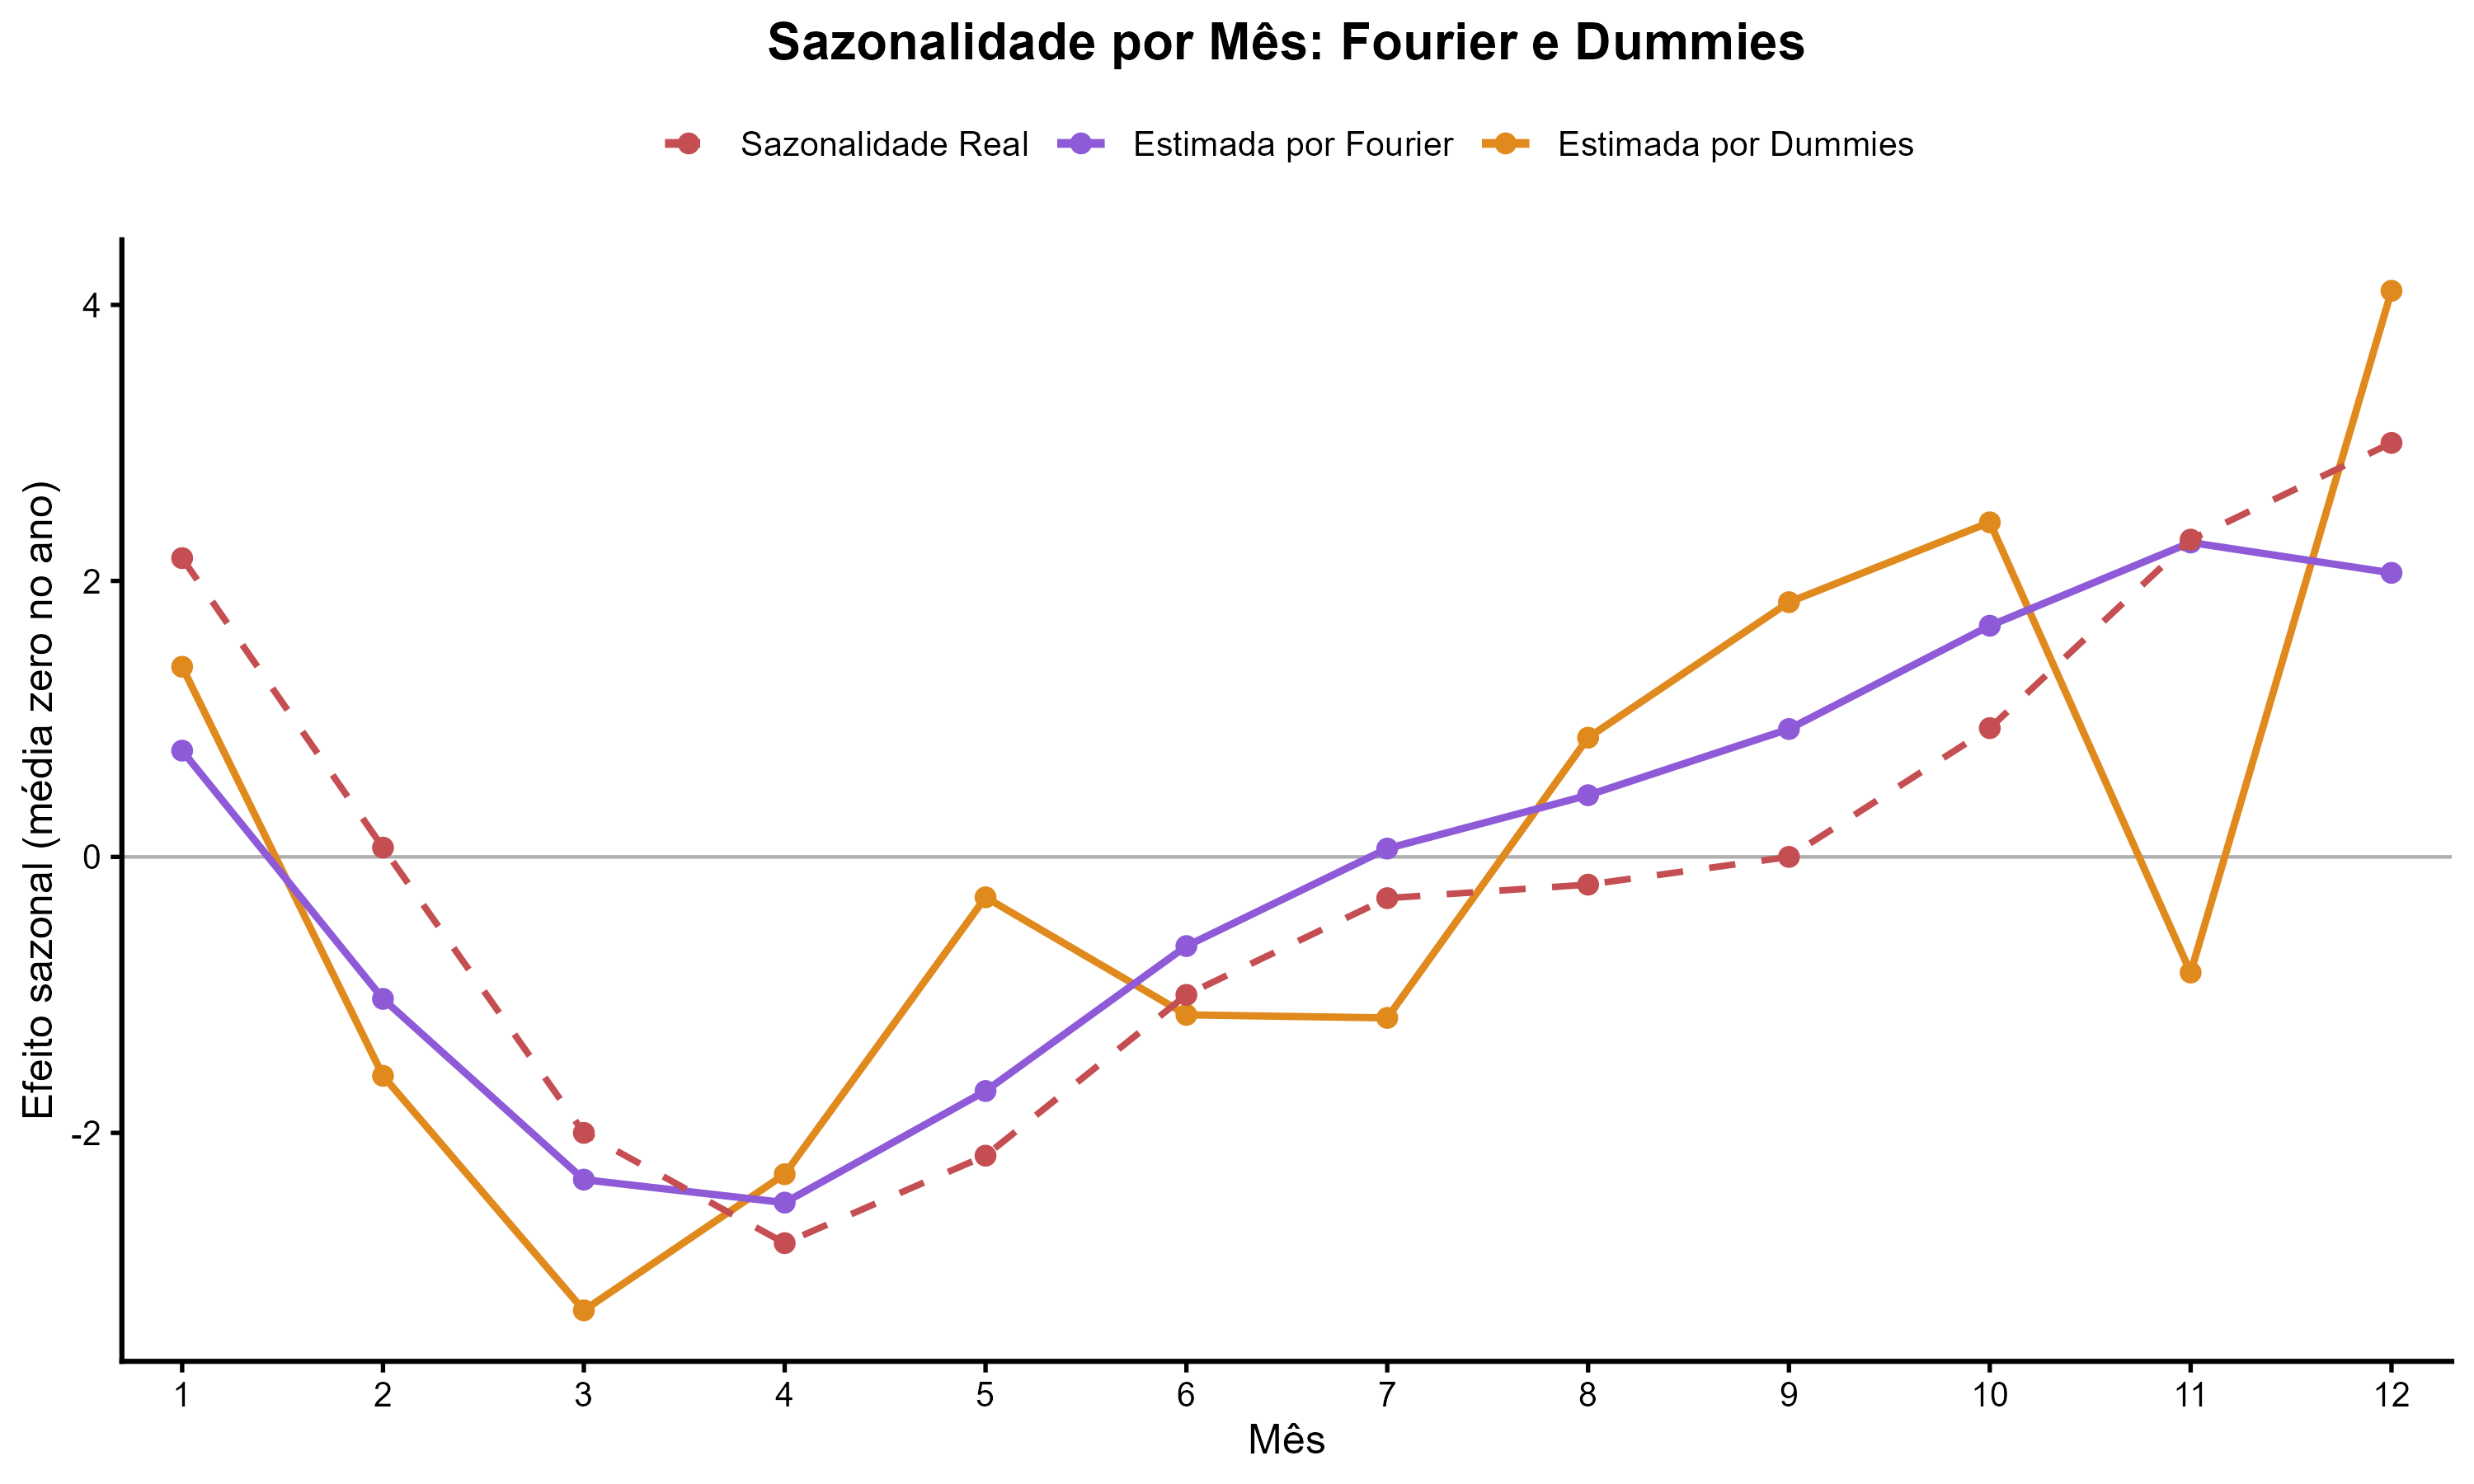 Sazonalidade por Mês: Fourier e Dummies
Sazonalidade Real Estimada por Fourier Estimada por Dummies
Efeito sazonal (média zero no ano)
4
2
0
-2
1 2 3 4 5 6 7 8 9 10 11 12
Mês